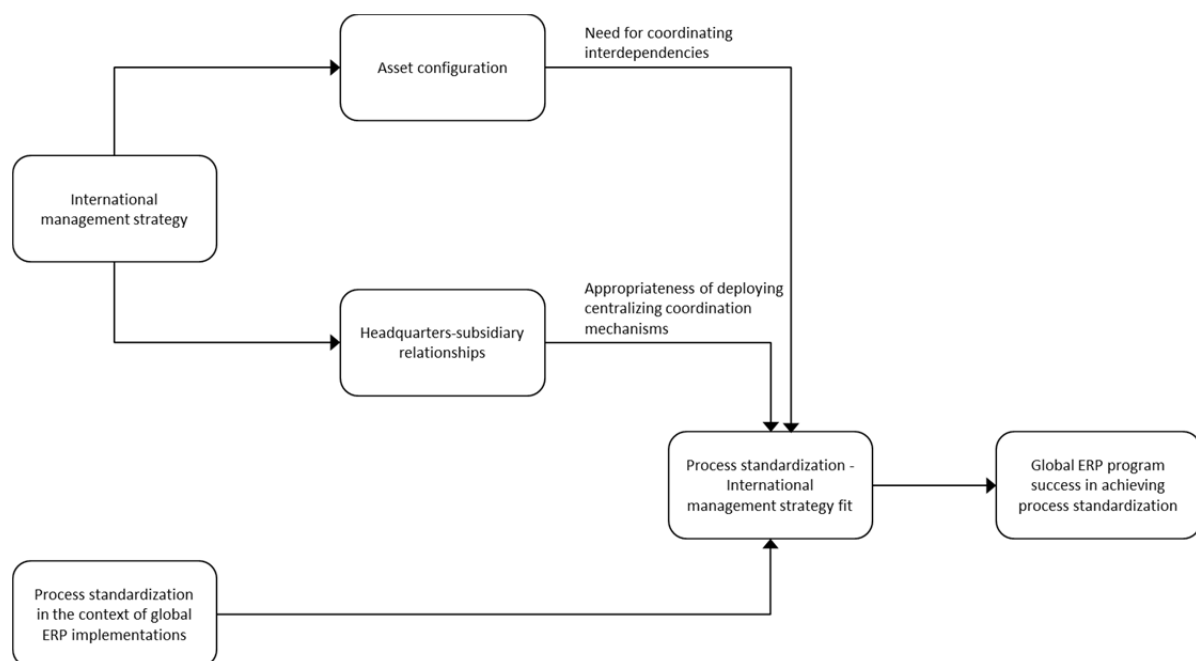 Asset configuration
Need for coordinating
interdependencies
International
management strategy
Headquarters-subsidiary
relationships
Appropriateness of deploying
centralizing coordination
mechanisms
Process standardization -
International
management strategy fit
Global ERP program
success in achieving
process standardization
Process standardization
in the context of global
ERP implementations